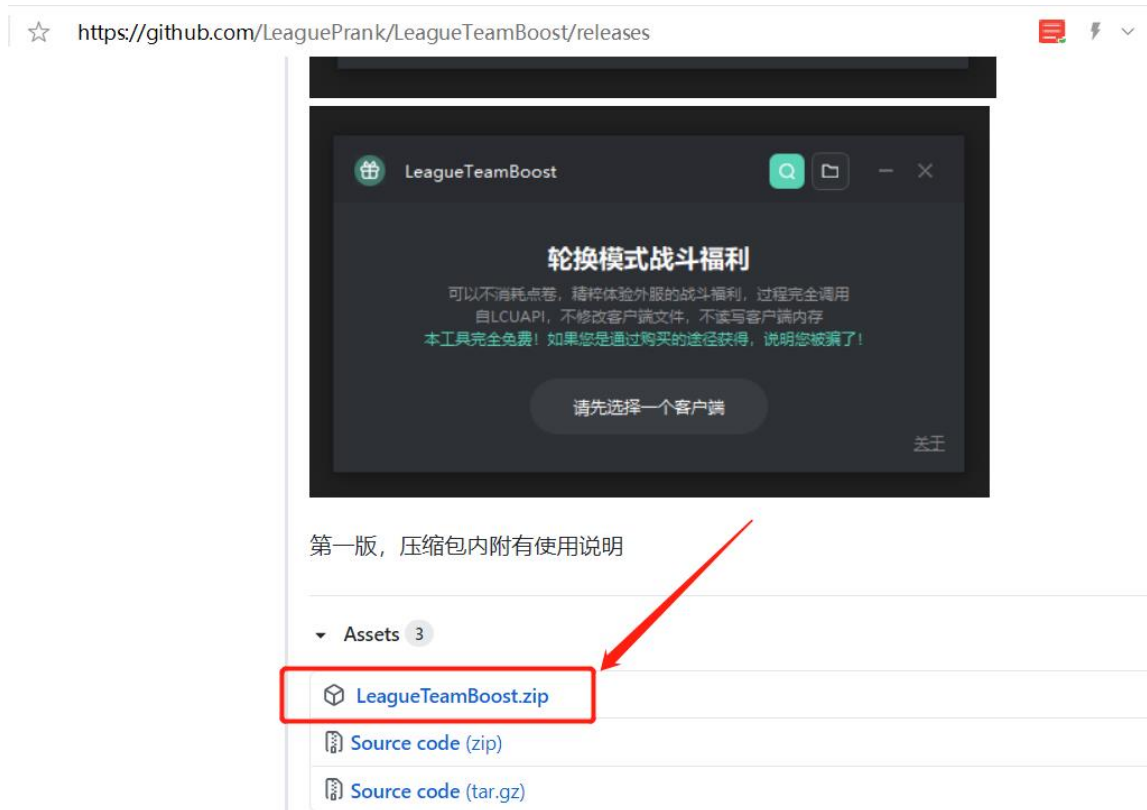 https://github.com/LeaguePrank/LeagueTeamBoost/releases
LeagueTeamBoost
轮换模式战斗福利
可以不消耗点卷，精粹体验外服的战斗福利，过程完全调用
自LCUAPI，不修改客户端文件，不读写客户端内存
本工具完全免费！如果您是通过购买的途径获得，说明您被骗了！
请先选择一个客户端
关于
第一版，压缩包内附有使用说明
Assets 3
LeagueTeamBoost.zip
Source code (zip)
Source code (tar.gz)